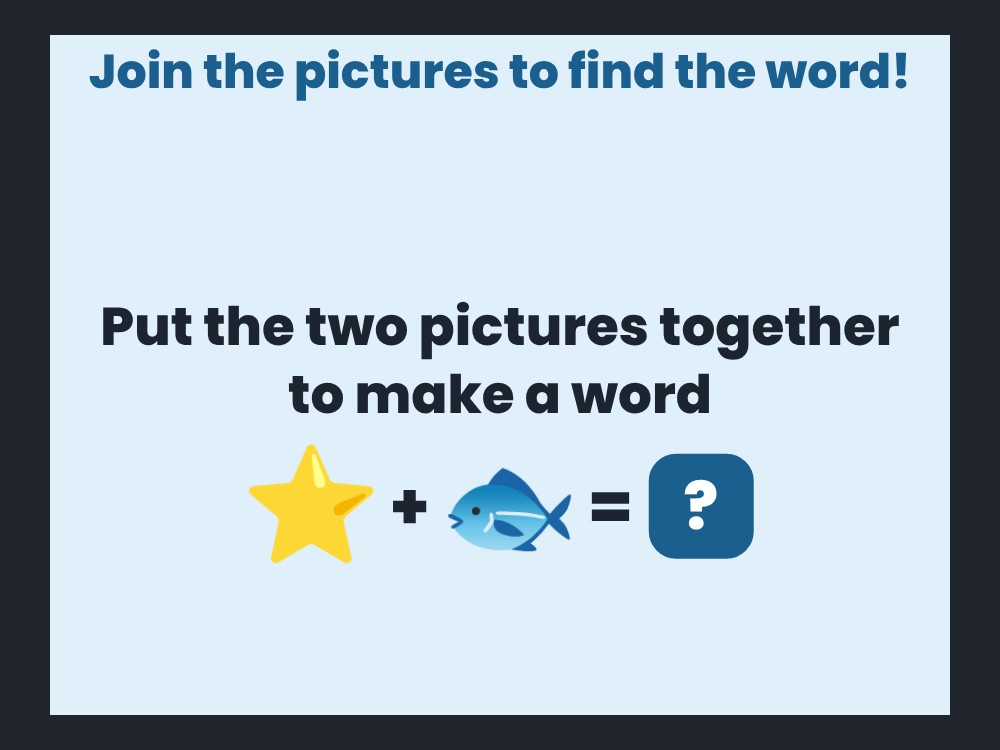 Join the pictures to find the word!
Put the two pictures together
to make a word
+ = ?